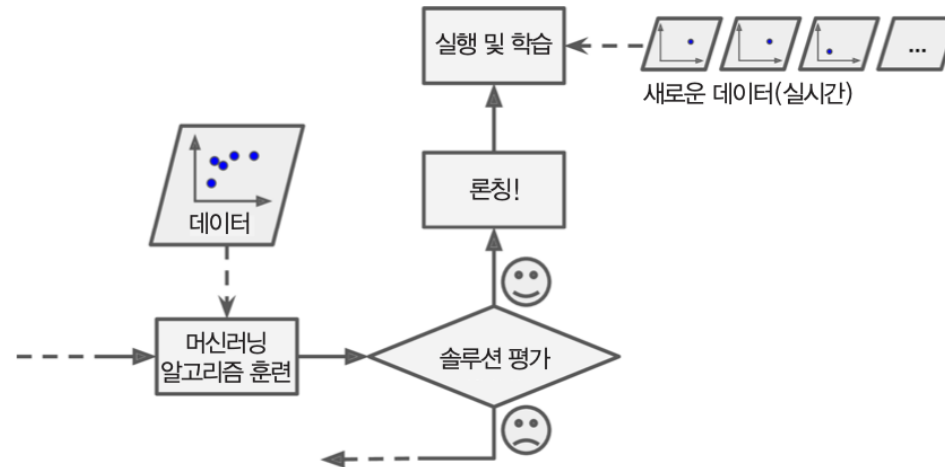 실행 및 학습
...
새로운 데이터(실시간)
론칭!
데이터
머신러닝
알고리즘 훈련
솔루션 평가